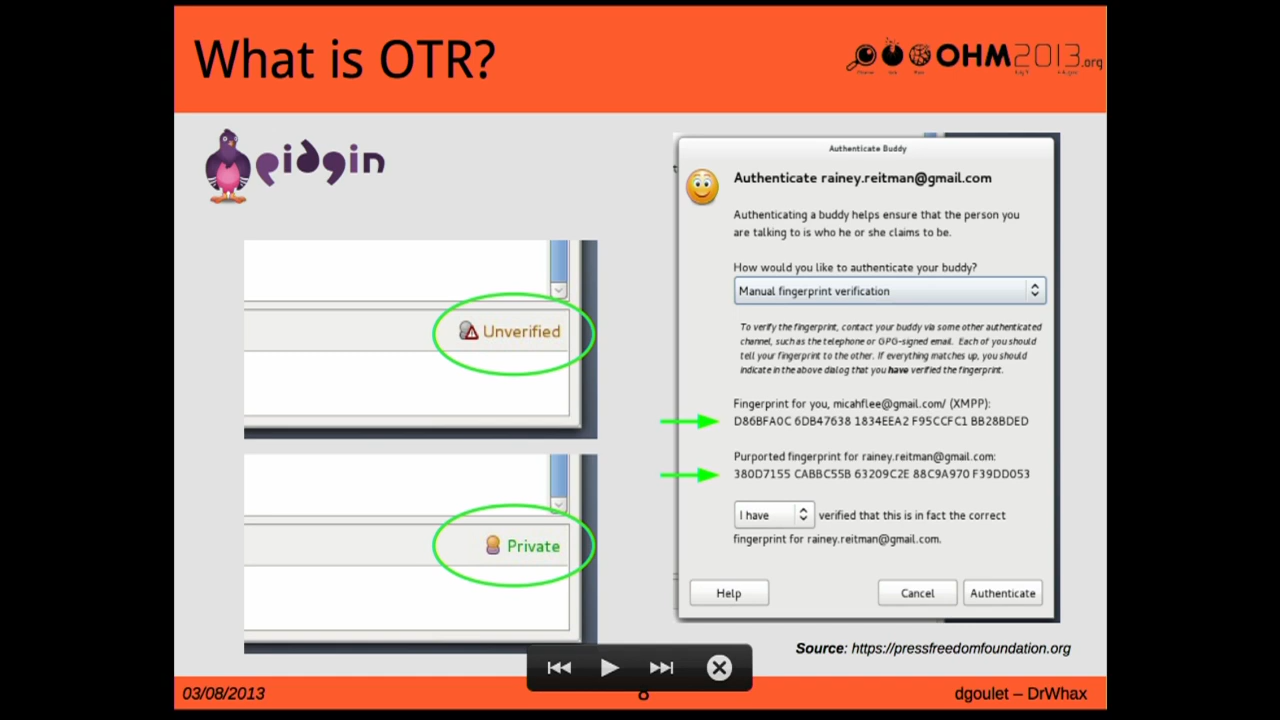 What is OTR?
OHM2013.org
pidgin
Unverified
Private
Authenticate Buddy
Authenticate rainey.reitman@gmail.com
Authenticating a buddy helps ensure that the person you
are talking to is who he or she claims to be.
How would you like to authenticate your buddy?
Manual fingerprint verification
To verify the fingerprint, contact your buddy via some other authenticated
channel, such as the telephone or GPG-signed email. Each of you should
tell your fingerprint to the other. If everything matches up, you should
indicate in the above dialog that you have verified the fingerprint.
Fingerprint for you, micahflee@gmail.com/ (XMPP):
D86BFA0C 6DB47638 1834EEA2 F95CCFC1 BB28BDED
Purported fingerprint for rainey.reitman@gmail.com:
380D7155 CABBC55B 63209C2E 88C9A970 F39DD053
I have verified that this is in fact the correct
fingerprint for rainey.reitman@gmail.com.
Help Cancel Authenticate
Source: https://pressfreedomfoundation.org
03/08/2013 8 dgoulet – DrWhax